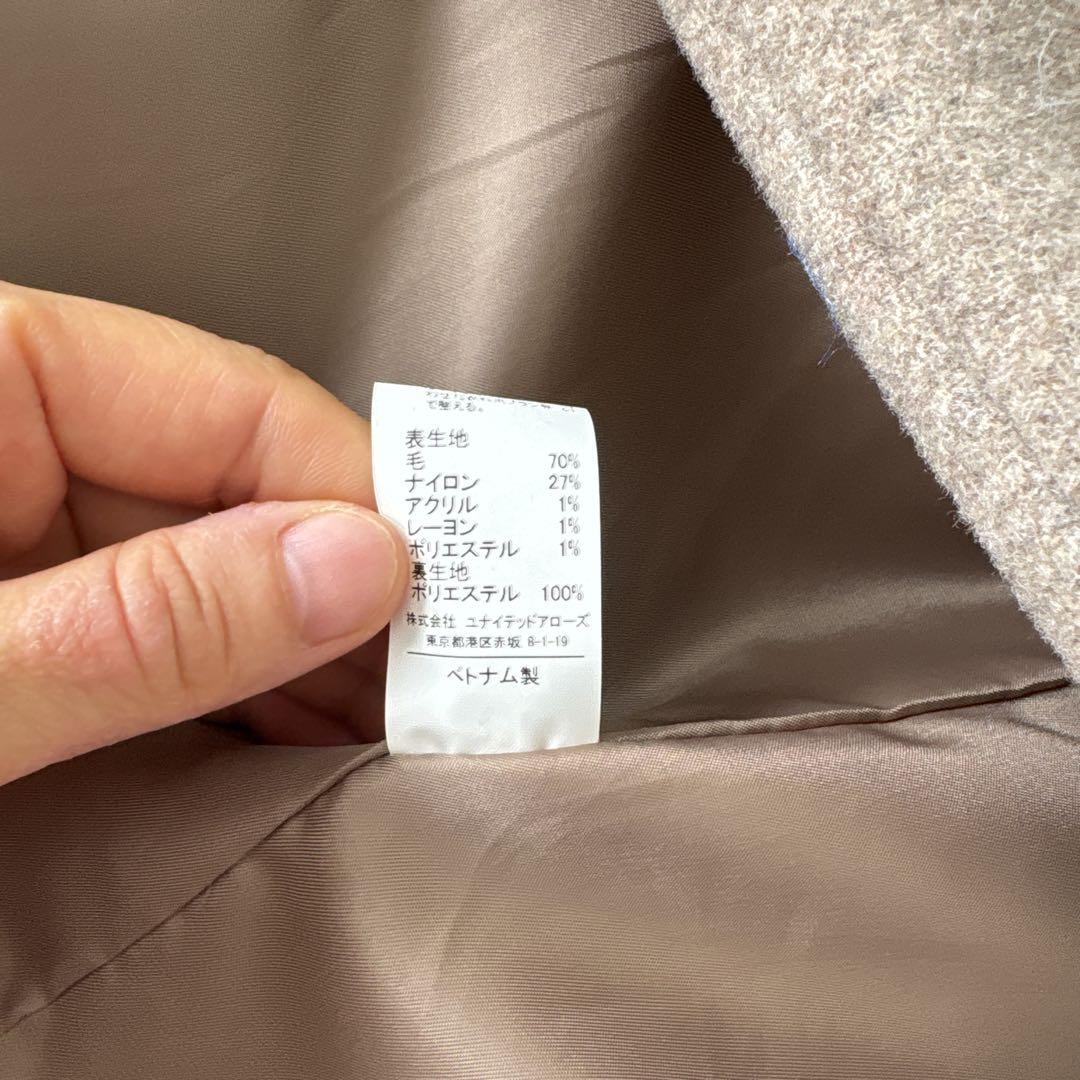 で整える。
表生地
毛 70%
ナイロン 27%
アクリル 1%
レーヨン 1%
ポリエステル 1%
裏生地
ポリエステル 100%
株式会社 ユナイテッドアローズ
東京都港区赤坂 8-1-19
ベトナム製